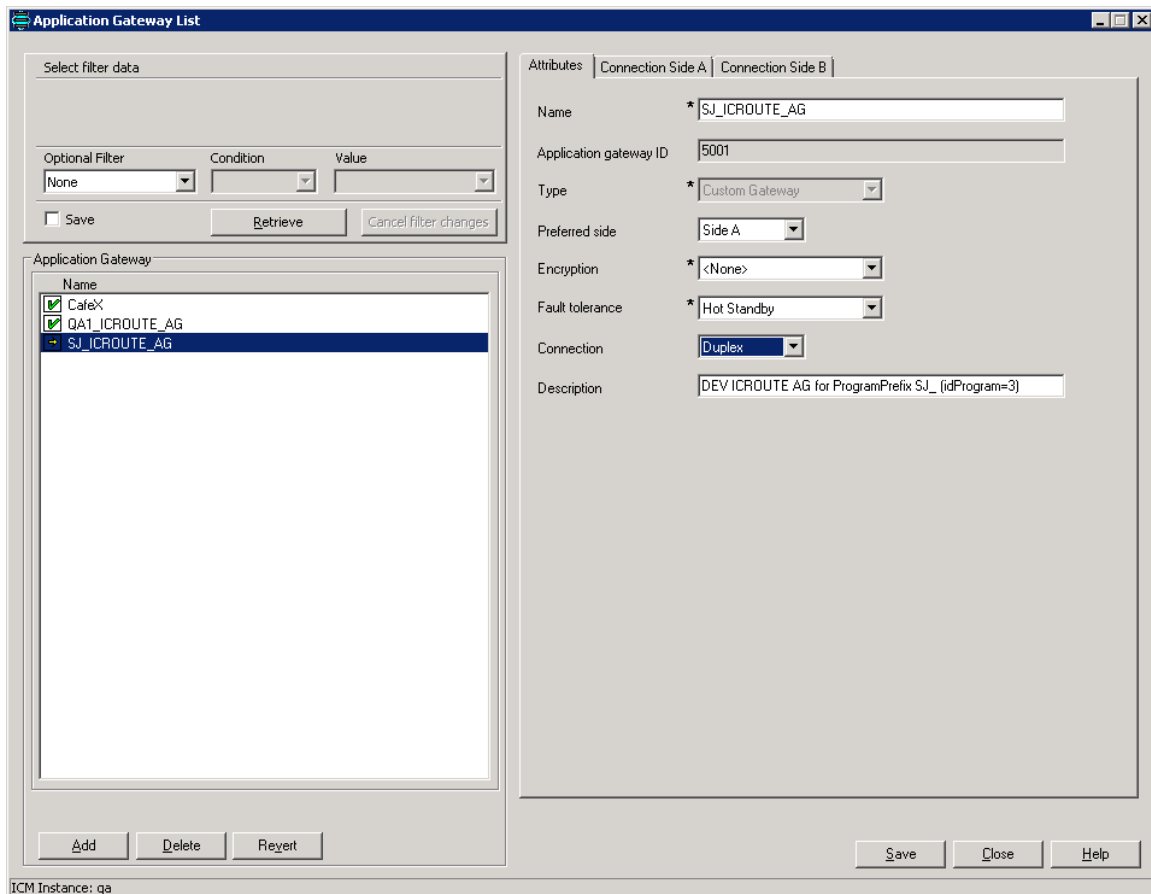 Application Gateway List
Select filter data
Optional Filter Condition Value
None
Save Retrieve Cancel filter changes
Application Gateway
Name
CafeX
QA1_ICROUTE_AG
SJ_ICROUTE_AG
Add Delete Revert
Attributes Connection Side A Connection Side B
Name * SJ_ICROUTE_AG
Application gateway ID 5001
Type * Custom Gateway
Preferred side Side A
Encryption * <None>
Fault tolerance * Hot Standby
Connection Duplex
Description DEV ICROUTE AG for ProgramPrefix SJ_ (idProgram=3)
Save Close Help
ICM Instance: qa